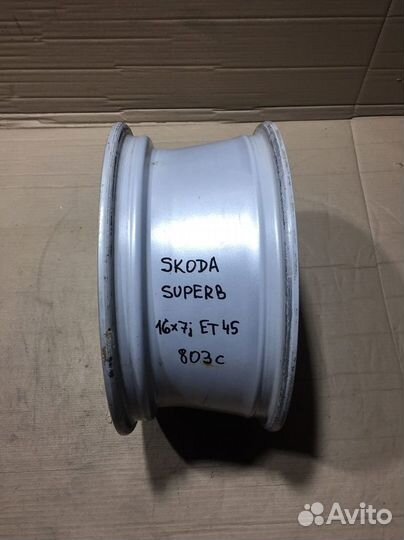 SKODA
SUPERB
16x7j ET45
803c
Avito